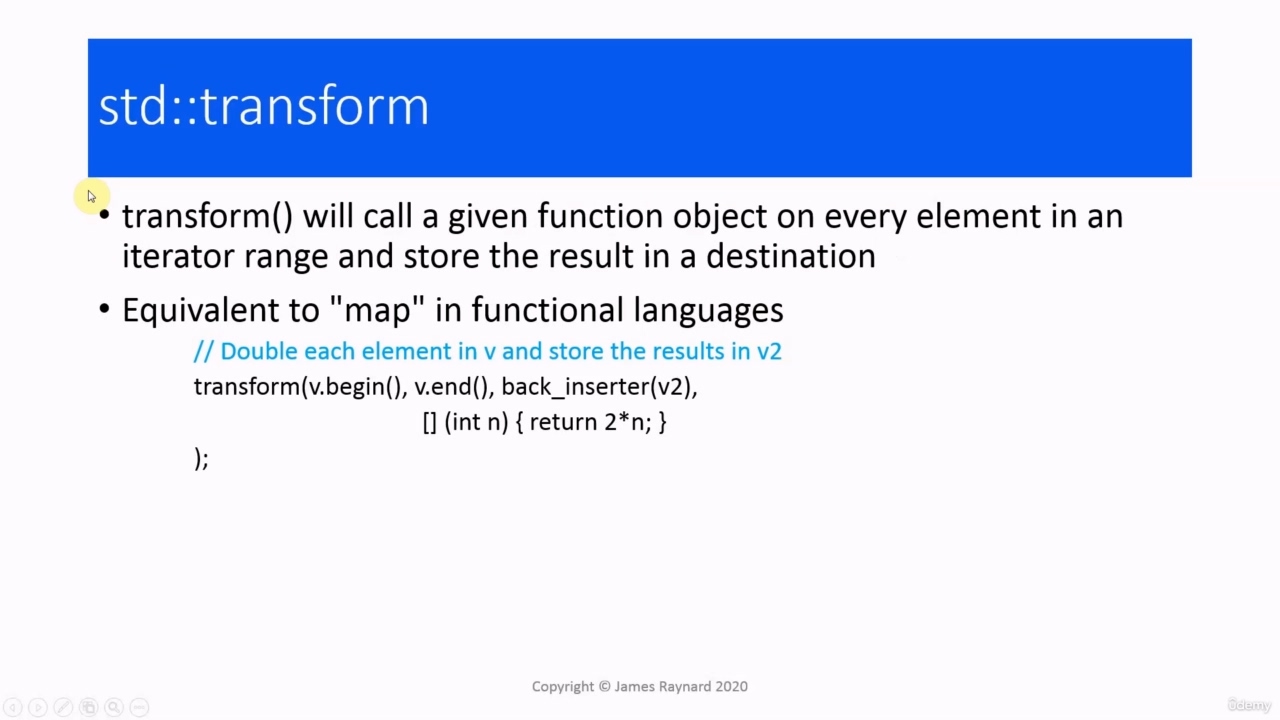 std::transform
• transform() will call a given function object on every element in an
iterator range and store the result in a destination
• Equivalent to "map" in functional languages
// Double each element in v and store the results in v2
transform(v.begin(), v.end(), back_inserter(v2),
[] (int n) { return 2*n; }
);
Copyright © James Raynard 2020
ûdemy